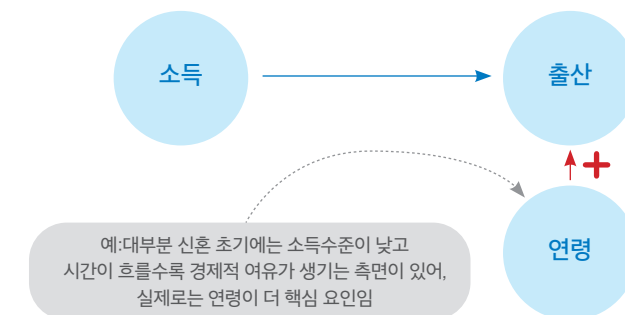 소득
출산
연령
예:대부분 신혼 초기에는 소득수준이 낮고
시간이 흐를수록 경제적 여유가 생기는 측면이 있어,
실제로는 연령이 더 핵심 요인임